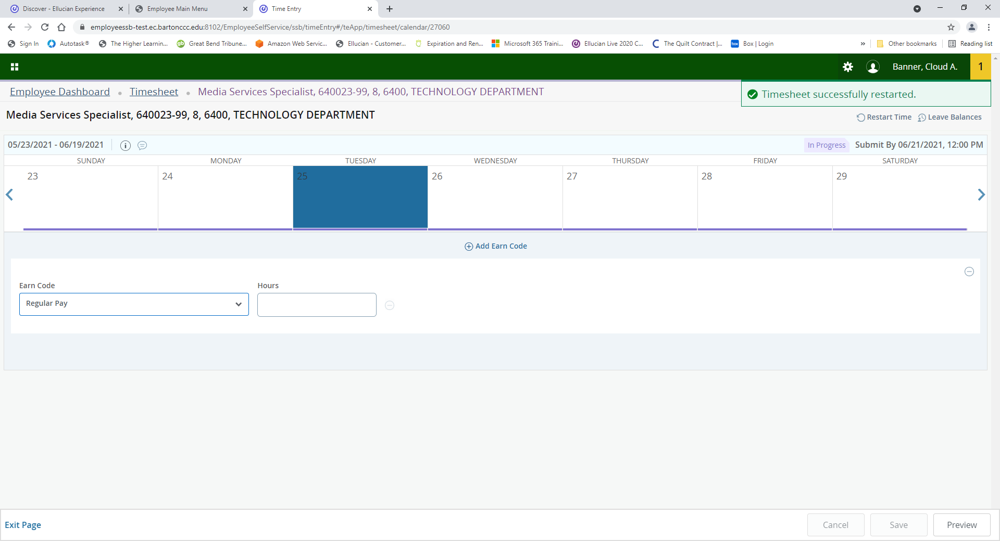 Discover - Ellucian Experience
Employee Main Menu
Time Entry
employeessb-test.ec.bartonccc.edu:8102/EmployeeSelfService/ssb/timeEntry#/teApp/timesheet/calendar/27060
Sign In
Autotask®
The Higher Learnin...
gb
Great Bend Tribune...
Amazon Web Servic...
Ellucian - Customer...
Expiration and Ren...
Microsoft 365 Traini...
Ellucian Live 2020 C...
The Quilt Contract |...
box
Box | Login
»
Other bookmarks
Reading list
Banner, Cloud A.
1
Employee Dashboard • Timesheet • Media Services Specialist, 640023-99, 8, 6400, TECHNOLOGY DEPARTMENT
Timesheet successfully restarted.
Media Services Specialist, 640023-99, 8, 6400, TECHNOLOGY DEPARTMENT
Restart Time
Leave Balances
05/23/2021 - 06/19/2021
In Progress
Submit By 06/21/2021, 12:00 PM
SUNDAY MONDAY TUESDAY WEDNESDAY THURSDAY FRIDAY SATURDAY
23 24 25 26 27 28 29
Add Earn Code
Earn Code
Hours
Regular Pay
Exit Page
Cancel
Save
Preview